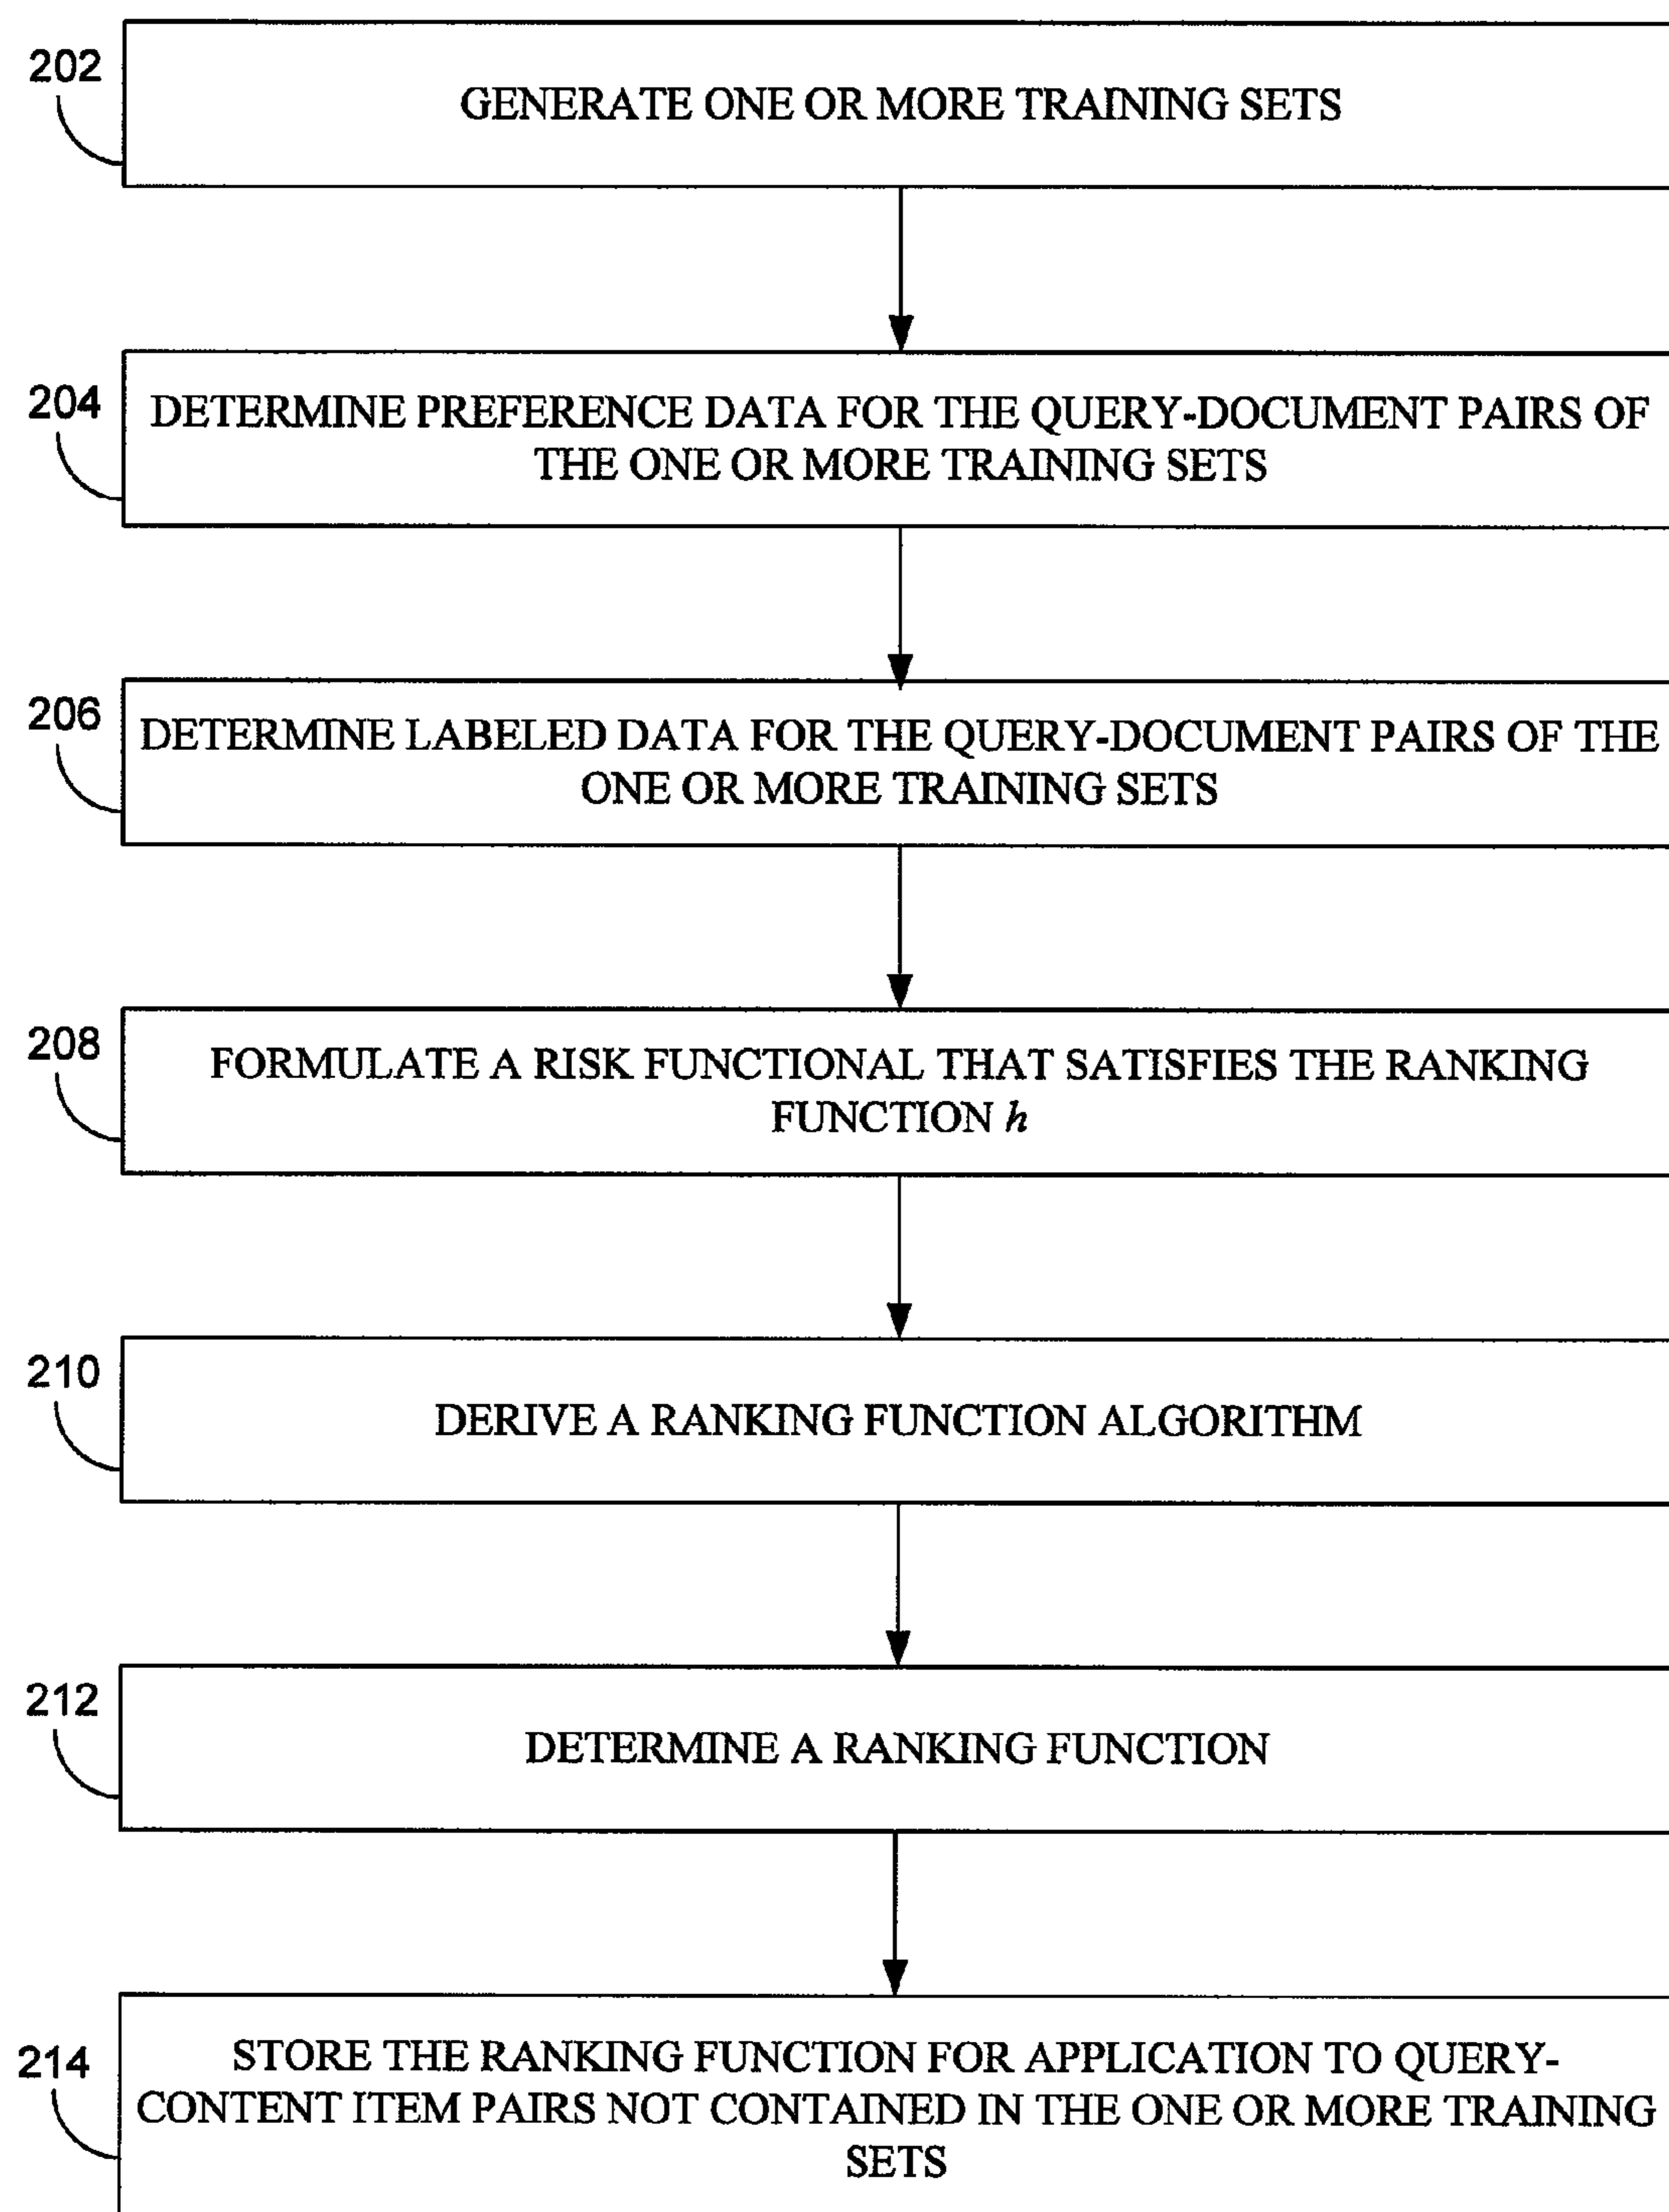 202
GENERATE ONE OR MORE TRAINING SETS
204
DETERMINE PREFERENCE DATA FOR THE QUERY-DOCUMENT PAIRS OF
THE ONE OR MORE TRAINING SETS
206
DETERMINE LABELED DATA FOR THE QUERY-DOCUMENT PAIRS OF THE
ONE OR MORE TRAINING SETS
208
FORMULATE A RISK FUNCTIONAL THAT SATISFIES THE RANKING
FUNCTION h
210
DERIVE A RANKING FUNCTION ALGORITHM
212
DETERMINE A RANKING FUNCTION
214
STORE THE RANKING FUNCTION FOR APPLICATION TO QUERY-
CONTENT ITEM PAIRS NOT CONTAINED IN THE ONE OR MORE TRAINING
SETS